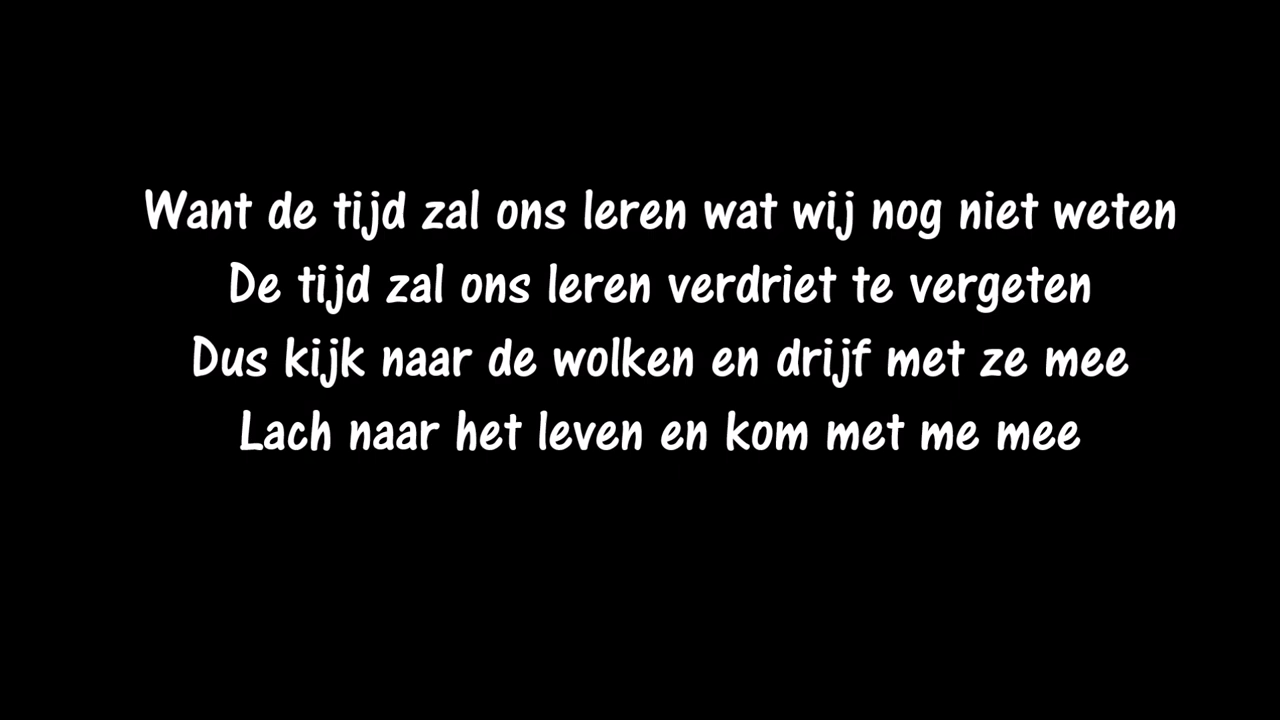 Want de tijd zal ons leren wat wij nog niet weten
De tijd zal ons leren verdriet te vergeten
Dus kijk naar de wolken en drijf met ze mee
Lach naar het leven en kom met me mee